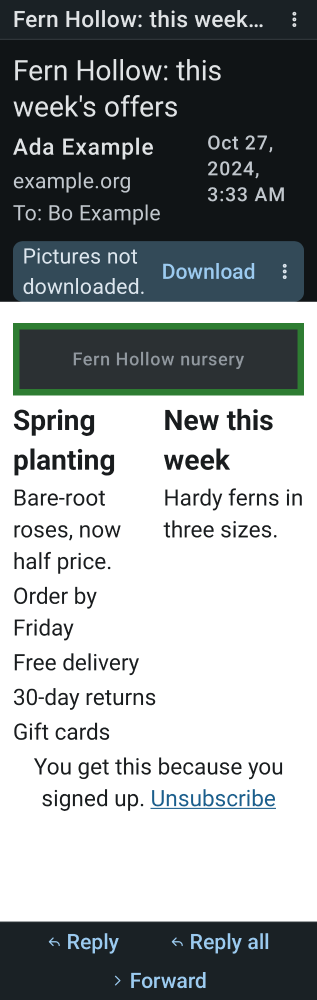 Fern Hollow: this week…
Fern Hollow: this
week's offers
Ada Example
example.org
To: Bo Example
Oct 27,
2024,
3:33 AM
Pictures not
downloaded.
Download
Fern Hollow nursery
Spring
planting
Bare-root
roses, now
half price.
Order by
Friday
Free delivery
30-day returns
Gift cards
New this
week
Hardy ferns in
three sizes.
You get this because you
signed up. Unsubscribe
Reply
Reply all
Forward